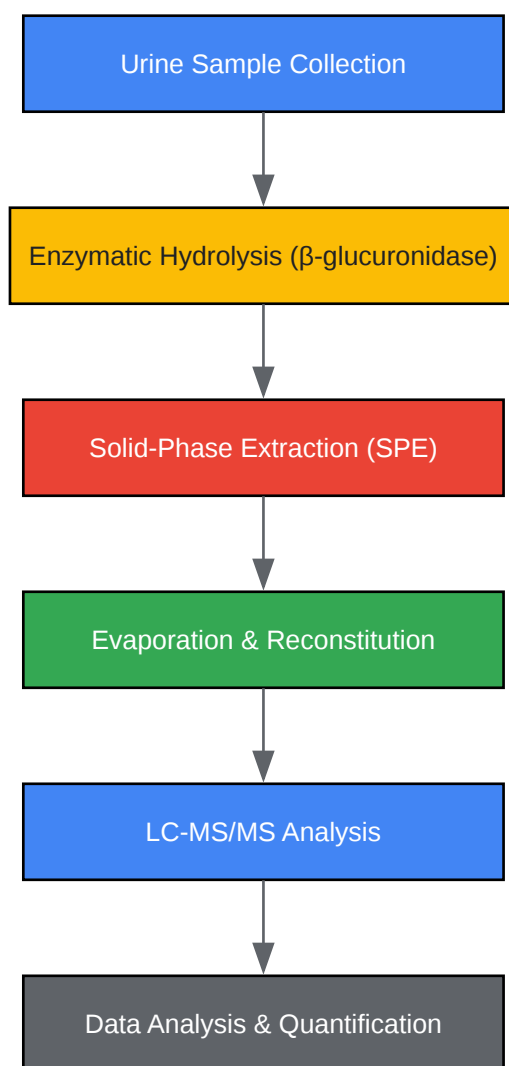 Urine Sample Collection
Enzymatic Hydrolysis (β-glucuronidase)
Solid-Phase Extraction (SPE)
Evaporation & Reconstitution
LC-MS/MS Analysis
Data Analysis & Quantification